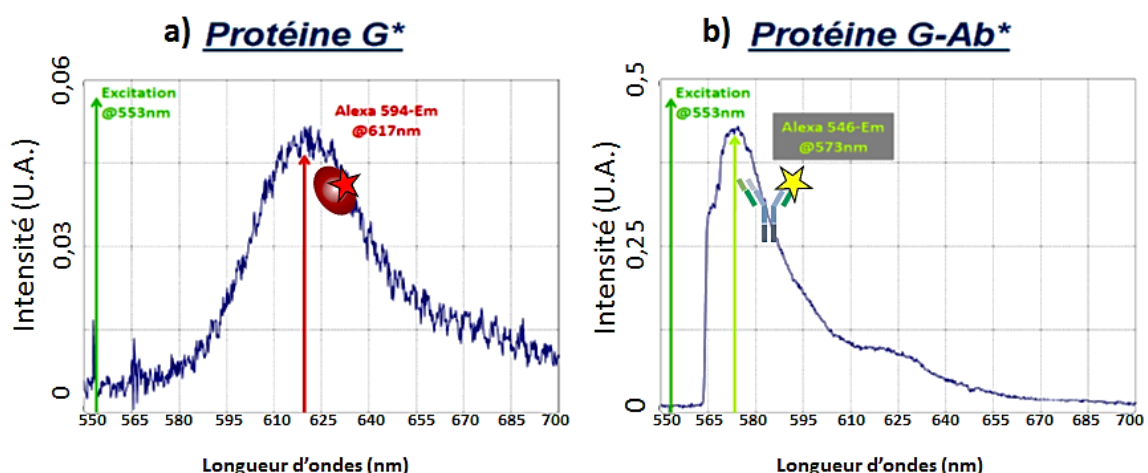 a) Protéine G*
0,06
0,03
0
Intensité (U.A.)
Excitation
@553nm
Alexa 594-Em
@617nm
550 565 580 595 610 625 640 655 670 700
Longueur d'ondes (nm)
b) Protéine G-Ab*
0,5
0,25
0
Intensité (U.A.)
Excitation
@553nm
Alexa 546-Em
@573nm
550 565 580 595 610 625 640 655 670 700
Longueur d'ondes (nm)